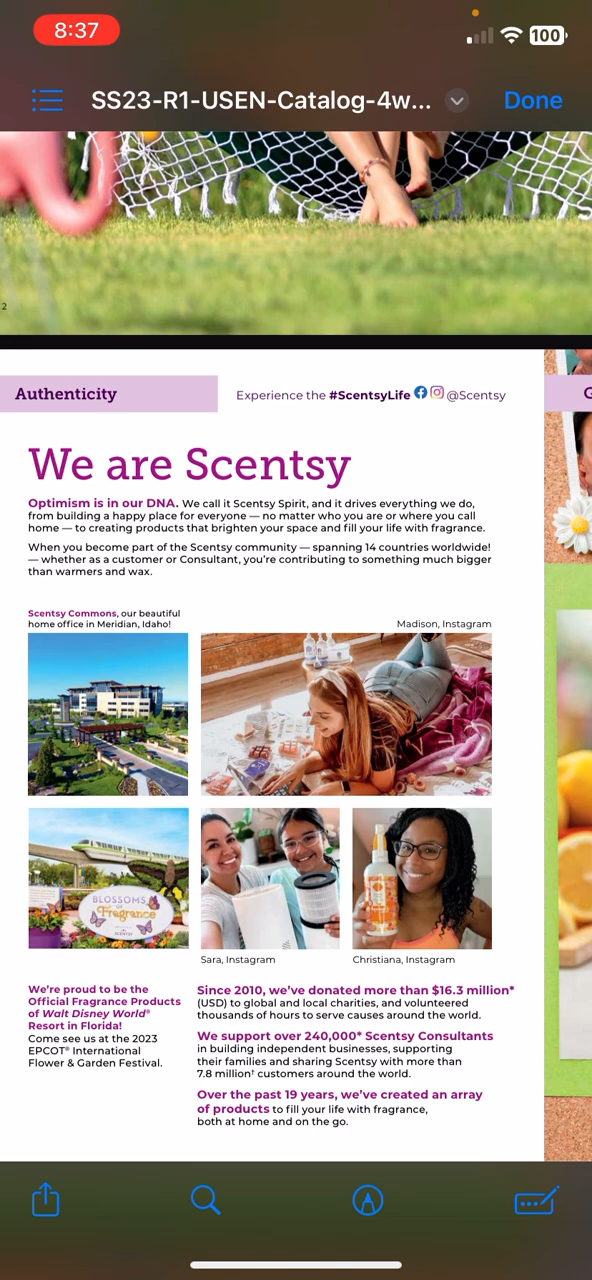 8:37
100
SS23-R1-USEN-Catalog-4w...
Done
2
Authenticity
Experience the #ScentsyLife @Scentsy
G
We are Scentsy
Optimism is in our DNA. We call it Scentsy Spirit, and it drives everything we do,
from building a happy place for everyone — no matter who you are or where you call
home — to creating products that brighten your space and fill your life with fragrance.
When you become part of the Scentsy community — spanning 14 countries worldwide!
— whether as a customer or Consultant, you're contributing to something much bigger
than warmers and wax.
Scentsy Commons, our beautiful
home office in Meridian, Idaho!
Madison, Instagram
BLOSSOMS
OF
Fragrance
SCENTSY
Sara, Instagram
Christiana, Instagram
We're proud to be the
Official Fragrance Products
of Walt Disney World®
Resort in Florida!
Come see us at the 2023
EPCOT® International
Flower & Garden Festival.
Since 2010, we've donated more than $16.3 million*
(USD) to global and local charities, and volunteered
thousands of hours to serve causes around the world.
We support over 240,000* Scentsy Consultants
in building independent businesses, supporting
their families and sharing Scentsy with more than
7.8 million† customers around the world.
Over the past 19 years, we've created an array
of products to fill your life with fragrance,
both at home and on the go.